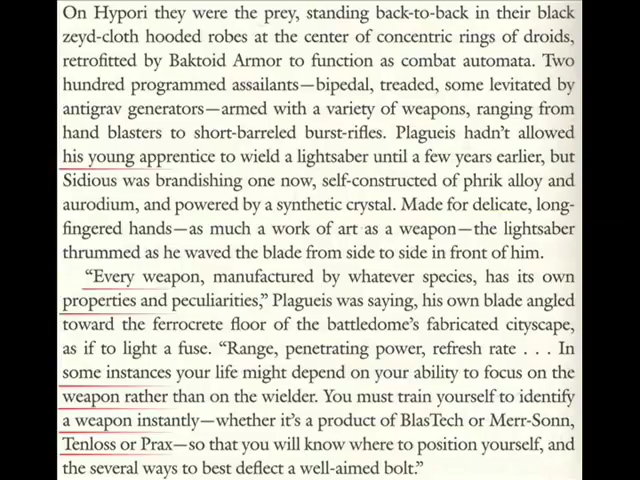 On Hypori they were the prey, standing back-to-back in their black
zeyd-cloth hooded robes at the center of concentric rings of droids,
retrofitted by Baktoid Armor to function as combat automata. Two
hundred programmed assailants—bipedal, treaded, some levitated by
antigrav generators—armed with a variety of weapons, ranging from
hand blasters to short-barreled burst-rifles. Plagueis hadn't allowed
his young apprentice to wield a lightsaber until a few years earlier, but
Sidious was brandishing one now, self-constructed of phrik alloy and
aurodium, and powered by a synthetic crystal. Made for delicate, long-
fingered hands—as much a work of art as a weapon—the lightsaber
thrummed as he waved the blade from side to side in front of him.
“Every weapon, manufactured by whatever species, has its own
properties and peculiarities,” Plagueis was saying, his own blade angled
toward the ferrocrete floor of the battledome's fabricated cityscape,
as if to light a fuse. “Range, penetrating power, refresh rate . . . In
some instances your life might depend on your ability to focus on the
weapon rather than on the wielder. You must train yourself to identify
a weapon instantly—whether it's a product of BlasTech or Merr-Sonn,
Tenloss or Prax—so that you will know where to position yourself, and
the several ways to best deflect a well-aimed bolt.”